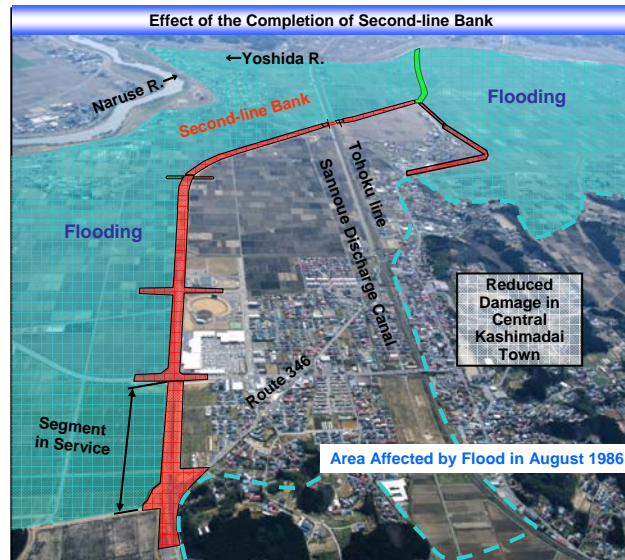 Effect of the Completion of Second-line Bank
←Yoshida R.
Naruse R.→
Second-line Bank
Flooding
Tohoku line
Sannoue Discharge Canal
Flooding
Reduced
Damage in
Central
Kashimadai
Town
Route 346
Segment
in Service
Area Affected by Flood in August 1986